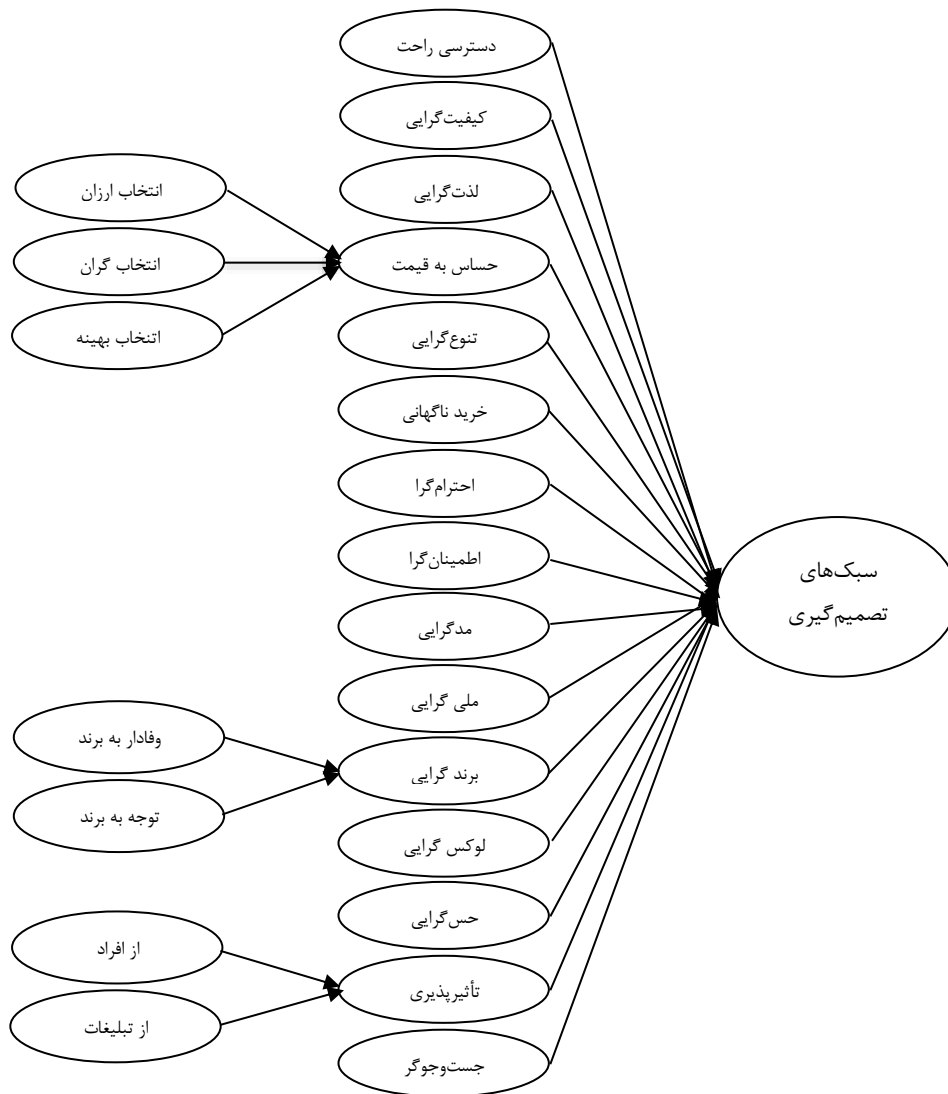 دسترسی راحت
کیفیت‌گرایی
لذت‌گرایی
حساس به قیمت
تنوع‌گرایی
خرید ناگهانی
احترام‌گرا
اطمینان‌گرا
مدگرایی
ملی گرایی
برند گرایی
لوکس گرایی
حس‌گرایی
تأثیرپذیری
جست‌وجوگر
انتخاب ارزان
انتخاب گران
اتنخاب بهینه
وفادار به برند
توجه به برند
از افراد
از تبلیغات
سبک‌های
تصمیم‌گیری